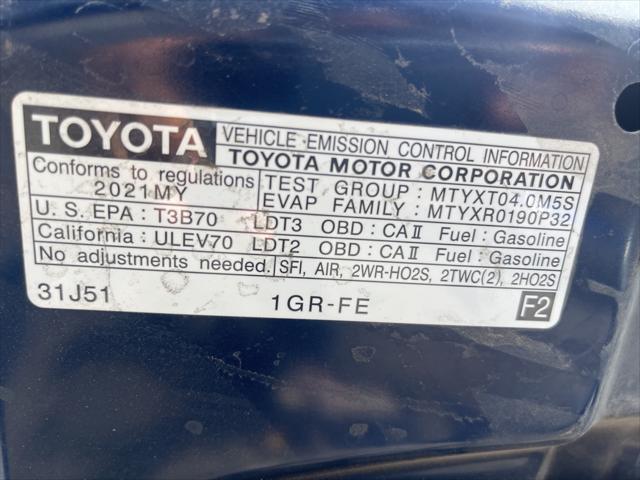 TOYOTA
VEHICLE EMISSION CONTROL INFORMATION
TOYOTA MOTOR CORPORATION
Conforms to regulations
2021MY
TEST GROUP : MTYXT04.0M5S
EVAP FAMILY : MTYXR0190P32
U. S. EPA : T3B70 LDT3 OBD : CAⅡ Fuel : Gasoline
California : ULEV70 LDT2 OBD : CAⅡ Fuel : Gasoline
No adjustments needed. SFI, AIR, 2WR-HO2S, 2TWC(2), 2HO2S
31J51 1GR-FE F2